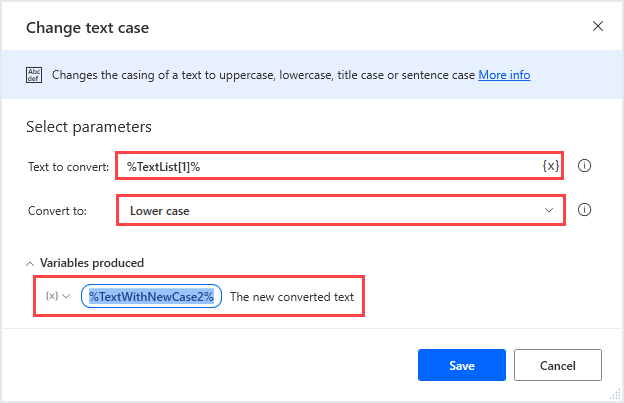 Change text case
Abc
def
Changes the casing of a text to uppercase, lowercase, title case or sentence case More info
Select parameters
Text to convert: %TextList[1]% {x}
Convert to: Lower case
Variables produced
{x} %TextWithNewCase2% The new converted text
Save Cancel